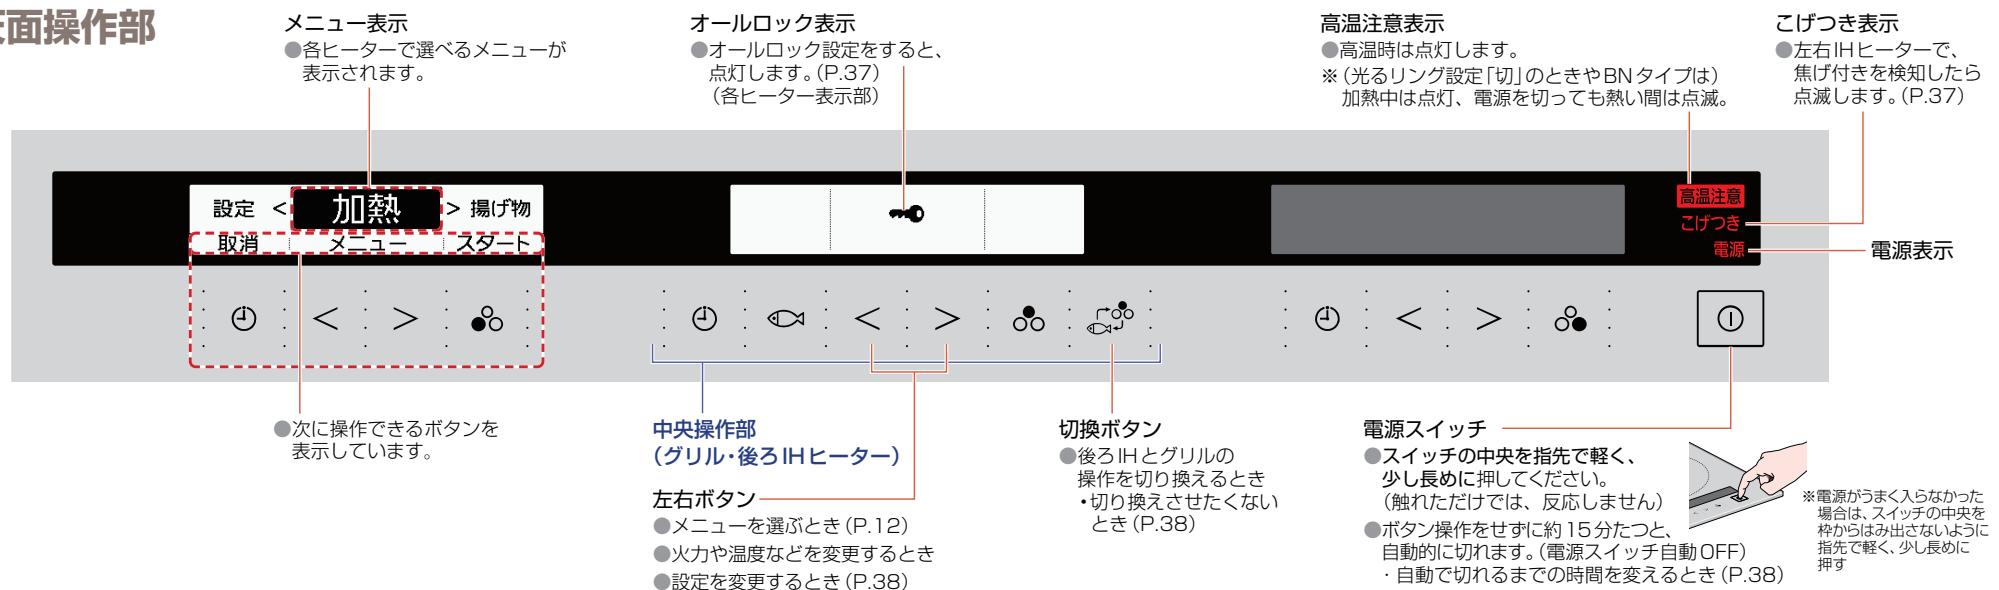 面操作部
メニュー表示
●各ヒーターで選べるメニューが
表示されます。
オールロック表示
●オールロック設定をすると、
点灯します。(P.37)
(各ヒーター表示部)
高温注意表示
●高温時は点灯します。
※(光るリング設定「切」のときやBNタイプは)
加熱中は点灯、電源を切っても熱い間は点滅。
こげつき表示
●左右IHヒーターで、
焦げ付きを検知したら
点滅します。(P.37)
設定 < 加熱 > 揚げ物
取消 メニュー スタート
高温注意
こげつき
電源
電源表示
< >
< >
< >
●次に操作できるボタンを
表示しています。
中央操作部
(グリル・後ろIHヒーター)
左右ボタン
●メニューを選ぶとき(P.12)
●火力や温度などを変更するとき
●設定を変更するとき(P.38)
切換ボタン
●後ろIHとグリルの
操作を切り換えるとき
・切り換えさせたくない
とき(P.38)
電源スイッチ
●スイッチの中央を指先で軽く、
少し長めに押してください。
(触れただけでは、反応しません)
●ボタン操作をせずに約15分たつと、
自動的に切れます。(電源スイッチ自動OFF)
・自動で切れるまでの時間を変えるとき(P.38)
※電源がうまく入らなかった
場合は、スイッチの中央を
枠からはみ出さないように
指先で軽く、少し長めに
押す